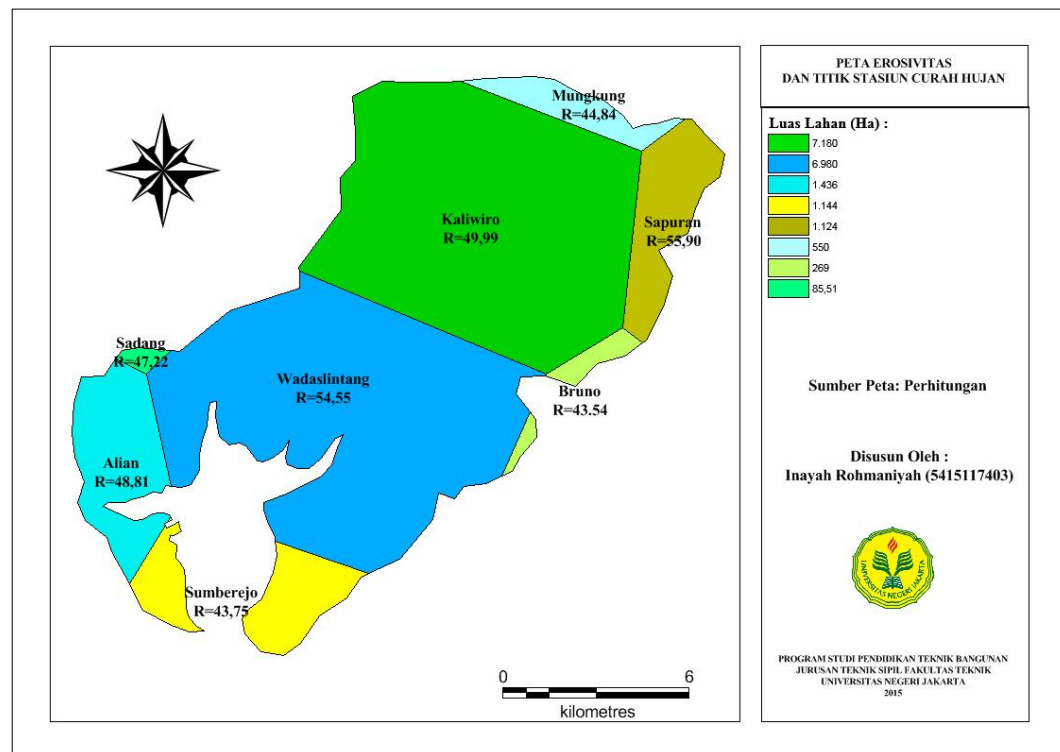 PETA EROSIVITAS
DAN TITIK STASIUN CURAH HUJAN
Luas Lahan (Ha) :
7.180
6.980
1.436
1.144
1.124
550
269
85,51
Sumber Peta: Perhitungan
Disusun Oleh :
Inayah Rohmaniyah (5415117403)
UNIVERSITAS NEGERI JAKARTA
PROGRAM STUDI PENDIDIKAN TEKNIK BANGUNAN
JURUSAN TEKNIK SIPIL FAKULTAS TEKNIK
UNIVERSITAS NEGERI JAKARTA
2015
Mungkung
R=44,84
Kaliwiro
R=49,99
Sapuran
R=55,90
Sadang
R=47,22
Wadaslintang
R=54,55
Bruno
R=43.54
Alian
R=48,81
Sumberejo
R=43,75
0 6
kilometres